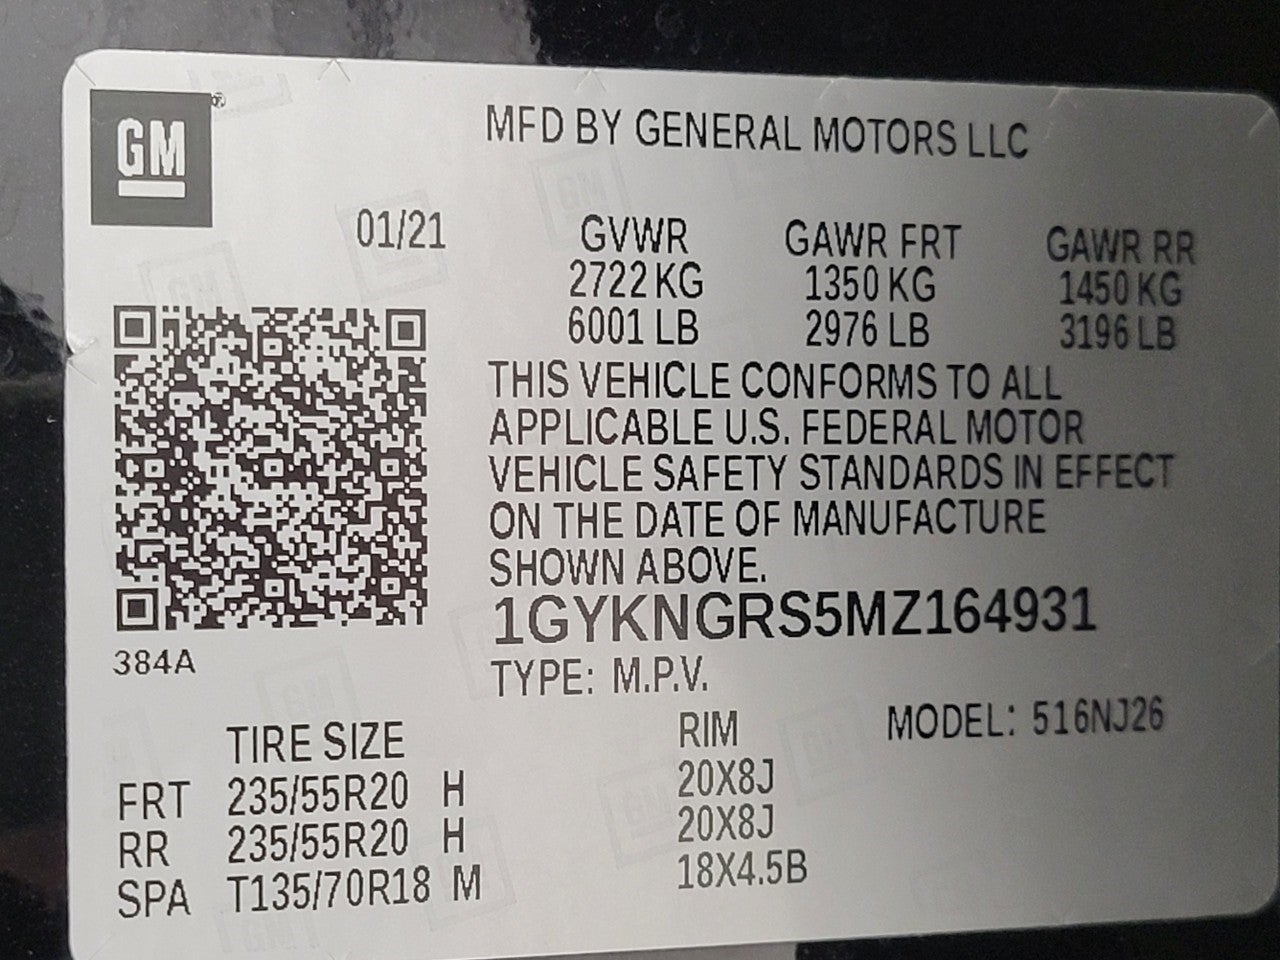 GM
MFD BY GENERAL MOTORS LLC
01/21 GVWR GAWR FRT GAWR RR
2722 KG 1350 KG 1450 KG
6001 LB 2976 LB 3196 LB
THIS VEHICLE CONFORMS TO ALL
APPLICABLE U.S. FEDERAL MOTOR
VEHICLE SAFETY STANDARDS IN EFFECT
ON THE DATE OF MANUFACTURE
SHOWN ABOVE.
1GYKNGRS5MZ164931
384A
TYPE: M.P.V.
MODEL: 516NJ26
TIRE SIZE RIM
FRT 235/55R20 H 20X8J
RR 235/55R20 H 20X8J
SPA T135/70R18 M 18X4.5B